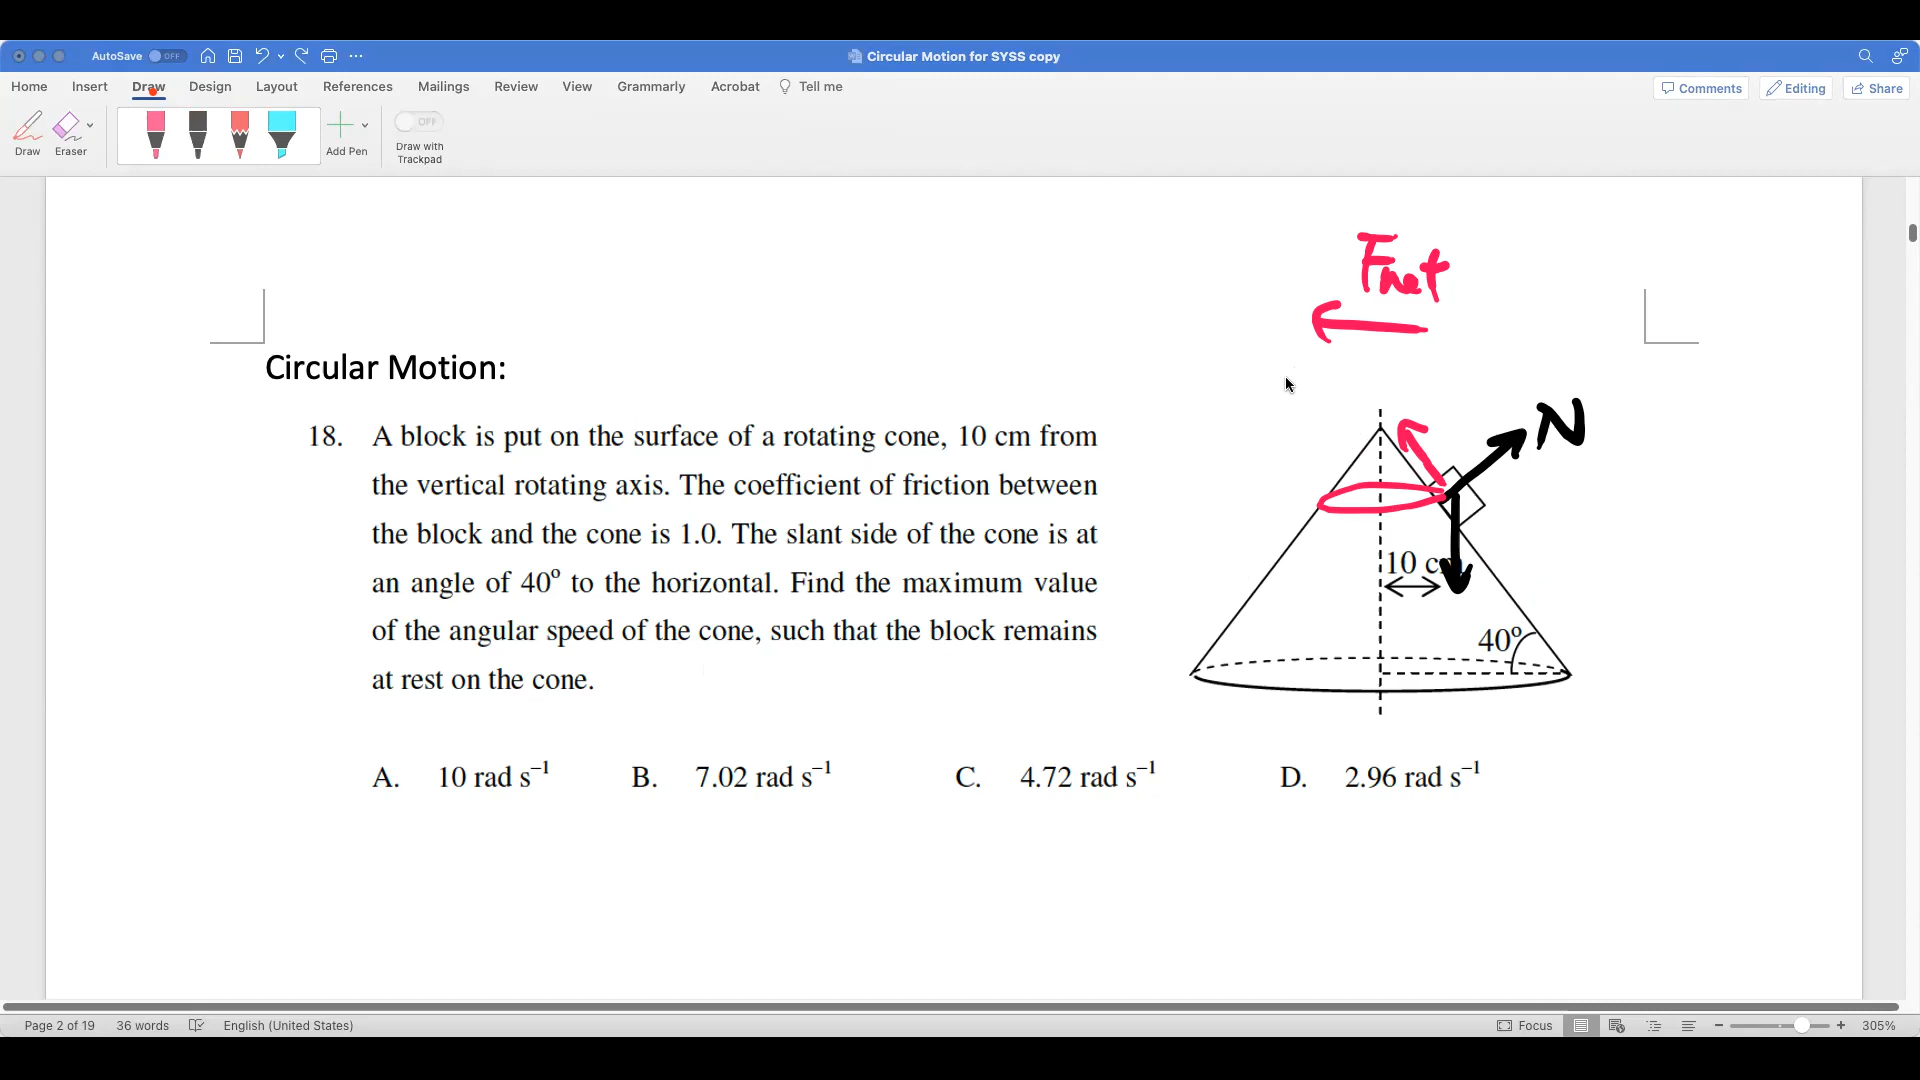 AutoSave OFF
Circular Motion for SYSS copy
Home Insert Draw Design Layout References Mailings Review View Grammarly Acrobat Tell me
Comments Editing Share
Draw Eraser Add Pen OFF Draw with Trackpad
Fnet
Circular Motion:
N
18. A block is put on the surface of a rotating cone, 10 cm from
the vertical rotating axis. The coefficient of friction between
the block and the cone is 1.0. The slant side of the cone is at
an angle of 40° to the horizontal. Find the maximum value
of the angular speed of the cone, such that the block remains
at rest on the cone.
10 cm
40°
A. 10 rad s⁻¹ B. 7.02 rad s⁻¹ C. 4.72 rad s⁻¹ D. 2.96 rad s⁻¹
Page 2 of 19 36 words English (United States) Focus 305%